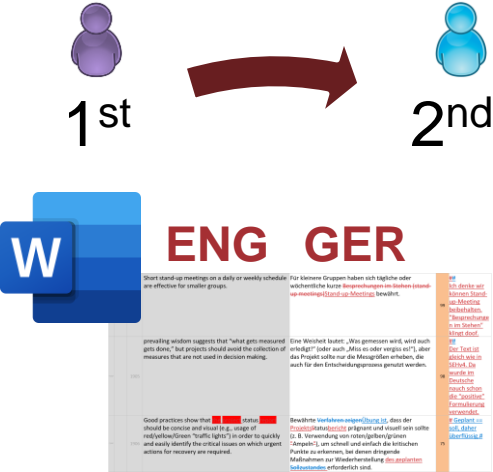 1st 2nd
W ENG GER
Short stand-up meetings on a daily or weekly schedule
are effective for smaller groups.
Für kleinere Gruppen haben sich tägliche oder
wöchentliche kurze Besprechungen im Stehen (stand-
up meetings)Stand-up-Meetings bewährt.
##
Ich denke wir
können Stand-
up-Meeting
beibehalten.
"Besprechunge
n im Stehen"
klingt doof.
prevailing wisdom suggests that "what gets measured
gets done," but projects should avoid the collection of
measures that are not used in decision making.
Eine Weisheit lautet: „Was gemessen wird, wird auch
erledigt!" (oder auch „Miss es oder vergiss es!"), aber
das Projekt sollte nur die Messgrößen erheben, die
auch für den Entscheidungsprozess genutzt werden.
##
Der Text ist
gleich wie in
wurde im
Deutsche
nauch schon
die "positive"
Formulierung
verwendet.
Good practices show that status
should be concise and visual (e.g., usage of
red/yellow/Green "traffic lights") in order to quickly
and easily identify the critical issues on which urgent
actions for recovery are required.
Bewährte Verfahren zeigenÜbung ist, dass der
Projektstatusbericht prägnant und visuell sein sollte
(z. B. Verwendung von roten/gelben/grünen
"Ampeln"), um schnell und einfach die kritischen
Punkte zu erkennen, bei denen dringende
Maßnahmen zur Wiederherstellung des geplanten
Sollzustandes erforderlich sind.
# Geplant ==
soll, daher
überflüssig.#